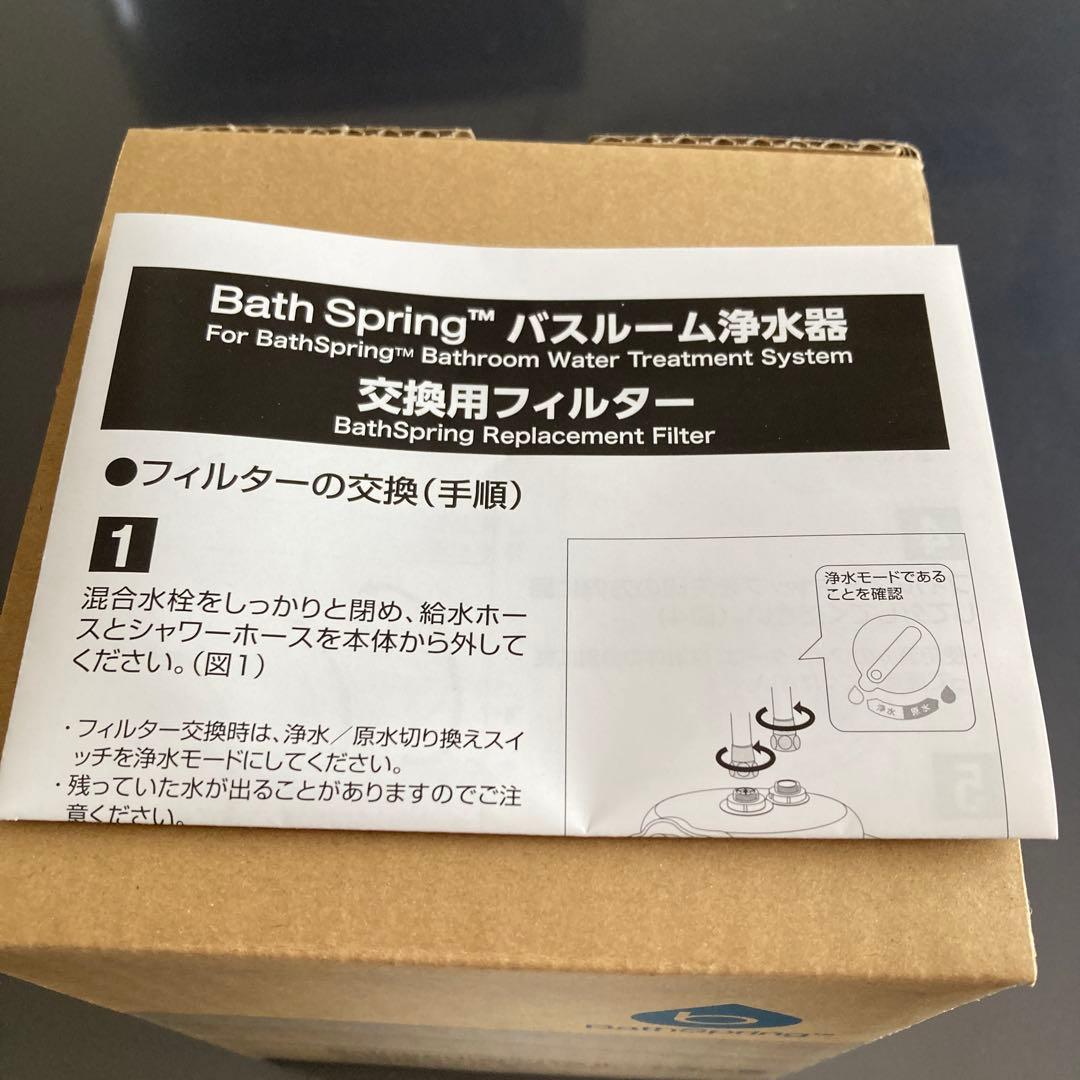 Bath Spring™ バスルーム浄水器
For BathSpring™ Bathroom Water Treatment System
交換用フィルター
BathSpring Replacement Filter
●フィルターの交換(手順)
1
混合水栓をしっかりと閉め、給水ホー
スとシャワーホースを本体から外して
ください。(図1)
・フィルター交換時は、浄水/原水切り換えスイ
ッチを浄水モードにしてください。
・残っていた水が出ることがありますのでご注
意ください。
浄水モードである
ことを確認
浄水 原水
BathSpring™